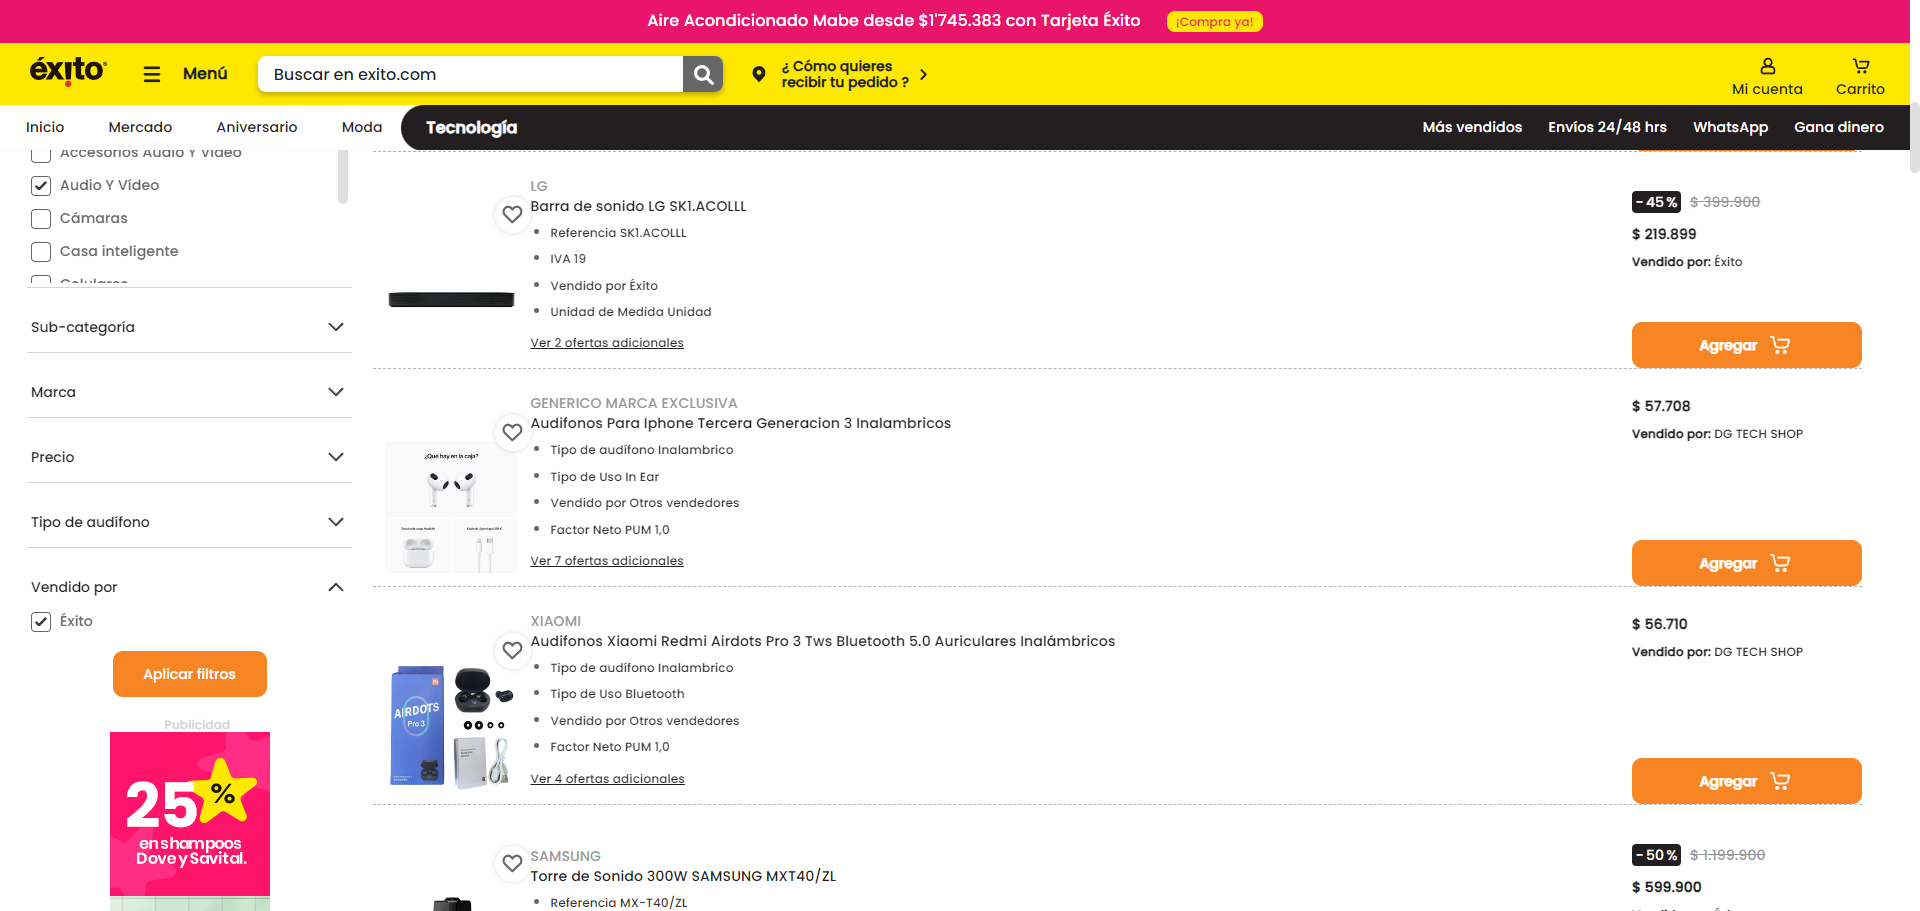 Aire Acondicionado Mabe desde $1'745.383 con Tarjeta Éxito
¡Compra ya!
éxito
Menú
Buscar en exito.com
¿ Cómo quieres
recibir tu pedido ?
Mi cuenta
Carrito
Inicio
Mercado
Aniversario
Moda
Tecnología
Más vendidos
Envíos 24/48 hrs
WhatsApp
Gana dinero
Accesorios Audio Y Video
Audio Y Vídeo
Cámaras
Casa inteligente
Celulares
Sub-categoría
Marca
Precio
Tipo de audífono
Vendido por
Éxito
Aplicar filtros
Publicidad
25%
en shampoos
Dove y Savital.
LG
Barra de sonido LG SK1.ACOLLL
Referencia SK1.ACOLLL
IVA 19
Vendido por Éxito
Unidad de Medida Unidad
Ver 2 ofertas adicionales
-45% $ 399.900
$ 219.899
Vendido por: Éxito
Agregar
GENERICO MARCA EXCLUSIVA
Audifonos Para Iphone Tercera Generacion 3 Inalambricos
Tipo de audífono Inalambrico
Tipo de Uso In Ear
Vendido por Otros vendedores
Factor Neto PUM 1,0
Ver 7 ofertas adicionales
¿Qué hay en la caja?
$ 57.708
Vendido por: DG TECH SHOP
Agregar
XIAOMI
Audifonos Xiaomi Redmi Airdots Pro 3 Tws Bluetooth 5.0 Auriculares Inalámbricos
Tipo de audífono Inalambrico
Tipo de Uso Bluetooth
Vendido por Otros vendedores
Factor Neto PUM 1,0
Ver 4 ofertas adicionales
AIRDOTS
Pro 3
$ 56.710
Vendido por: DG TECH SHOP
Agregar
SAMSUNG
Torre de Sonido 300W SAMSUNG MXT40/ZL
Referencia MX-T40/ZL
-50% $ 1.199.900
$ 599.900